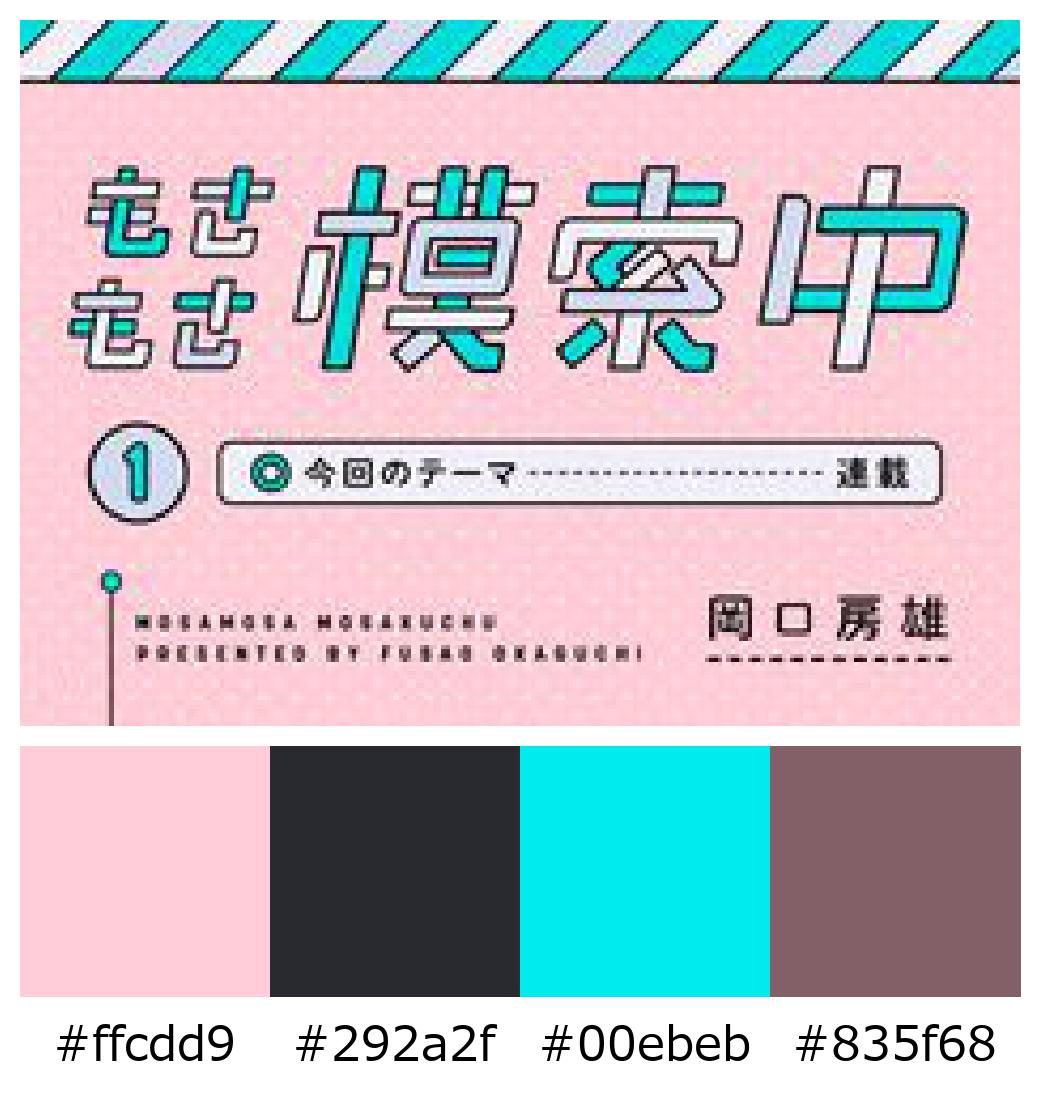 もさ
もさ
模索中
1
今回のテーマ 連載
MOSAMOSA MOSAKUCHU
PRESENTED BY FUSAO OKAGUCHI
岡口房雄
#ffcdd9 #292a2f #00ebeb #835f68